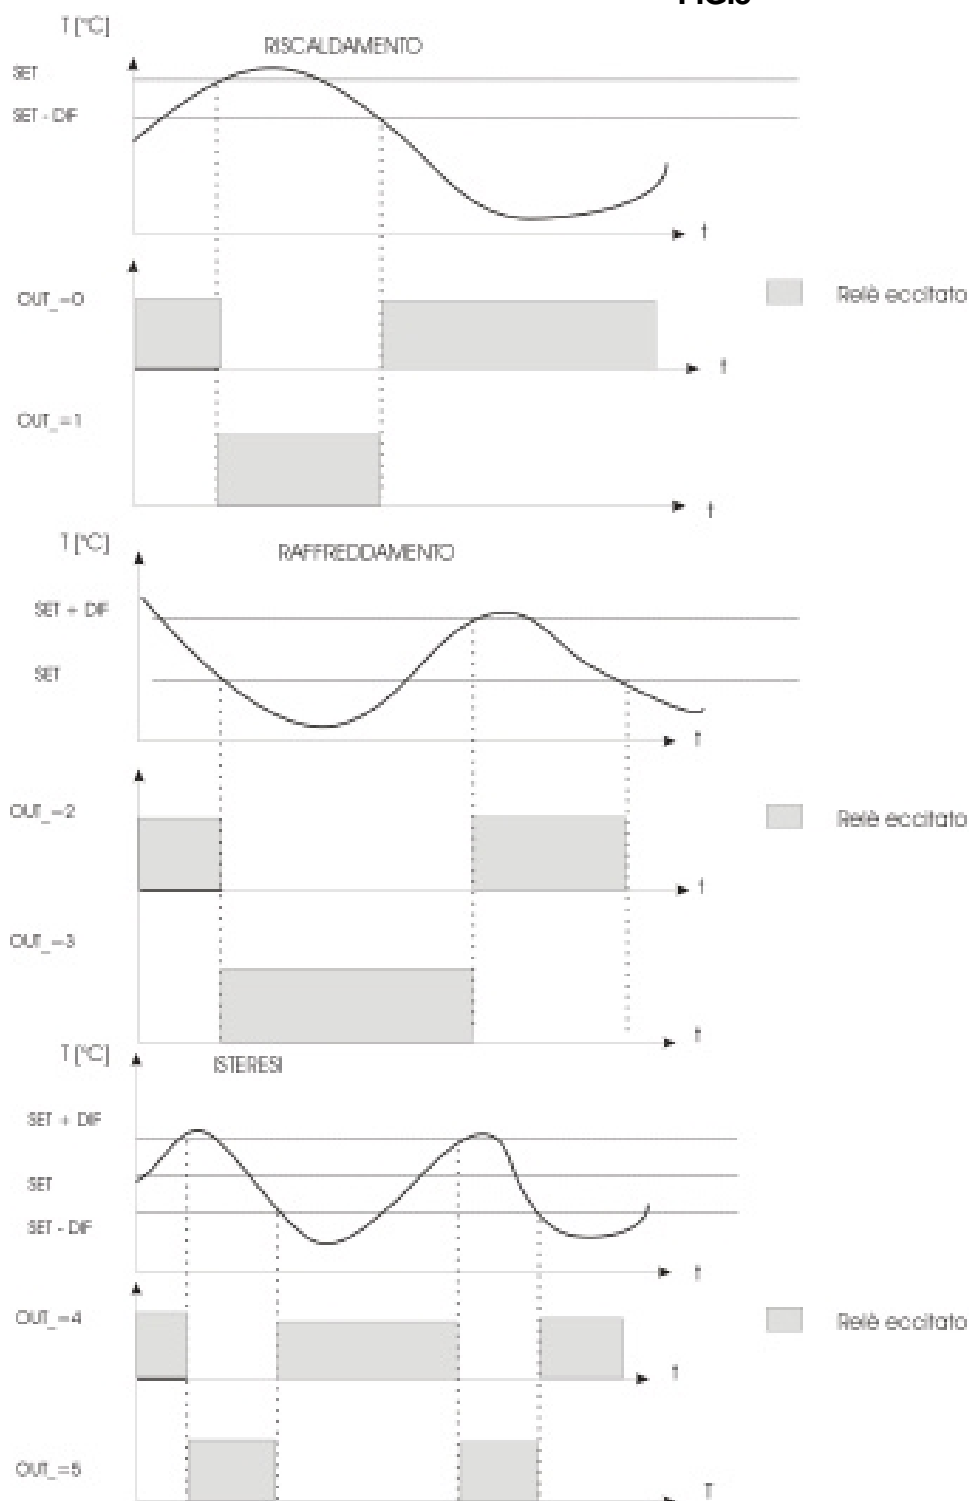 T [°C]
RISCALDAMENTO
SET
SET - DIF
t
OUT_=0
Relè eccitato
t
OUT_=1
t
T [°C]
RAFFREDDAMENTO
SET + DIF
SET
t
OUT_=2
Relè eccitato
t
OUT_=3
t
T [°C]
ISTERESI
SET + DIF
SET
SET - DIF
t
OUT_=4
Relè eccitato
t
OUT_=5
T